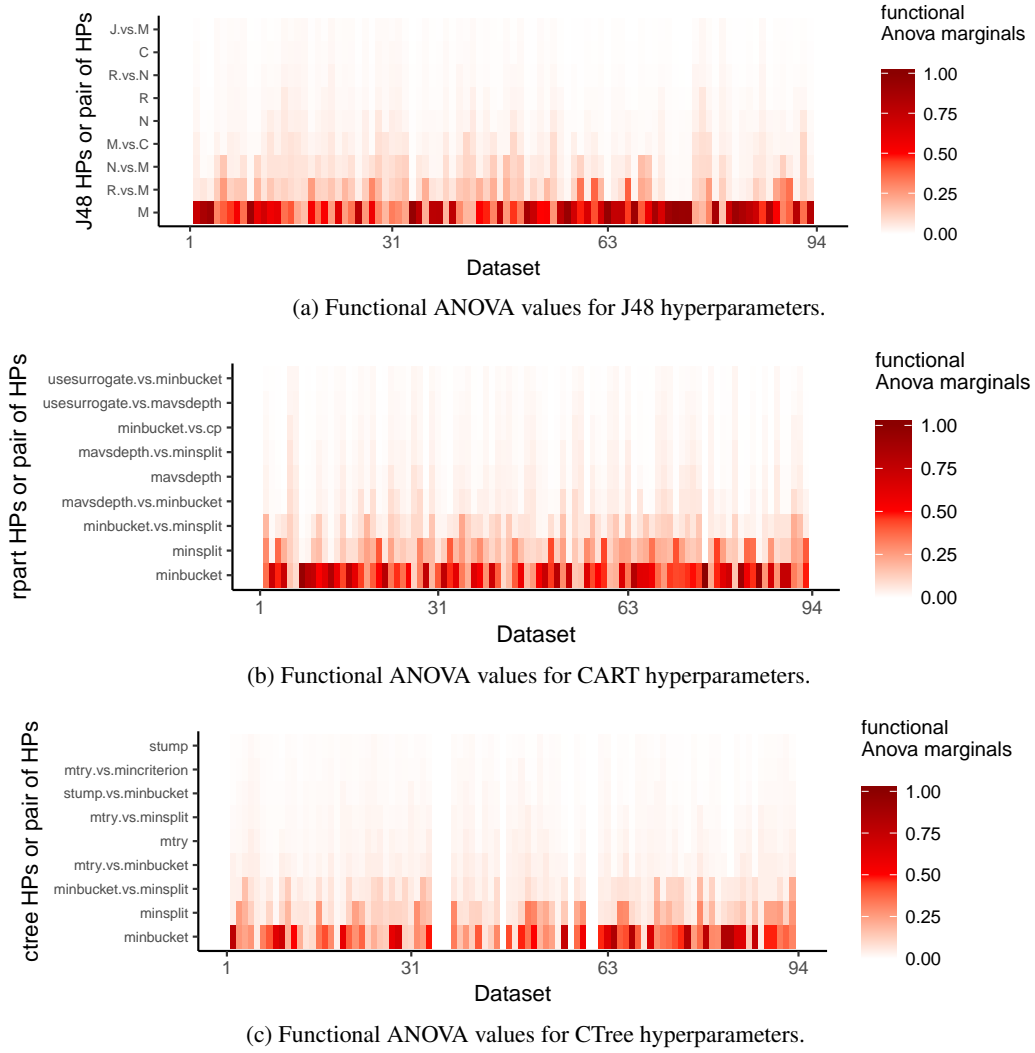 J48 HPs or pair of HPs
J.vs.M
C
R.vs.N
R
N
M.vs.C
N.vs.M
R.vs.M
M
1
31
63
94
Dataset
functional
Anova marginals
1.00
0.75
0.50
0.25
0.00
(a) Functional ANOVA values for J48 hyperparameters.
rpart HPs or pair of HPs
usesurrogate.vs.minbucket
usesurrogate.vs.mavsdepth
minbucket.vs.cp
mavsdepth.vs.minsplit
mavsdepth
mavsdepth.vs.minbucket
minbucket.vs.minsplit
minsplit
minbucket
1
31
63
94
Dataset
functional
Anova marginals
1.00
0.75
0.50
0.25
0.00
(b) Functional ANOVA values for CART hyperparameters.
ctree HPs or pair of HPs
stump
mtry.vs.mincriterion
stump.vs.minbucket
mtry.vs.minsplit
mtry
mtry.vs.minbucket
minbucket.vs.minsplit
minsplit
minbucket
1
31
63
94
Dataset
functional
Anova marginals
1.00
0.75
0.50
0.25
0.00
(c) Functional ANOVA values for CTree hyperparameters.